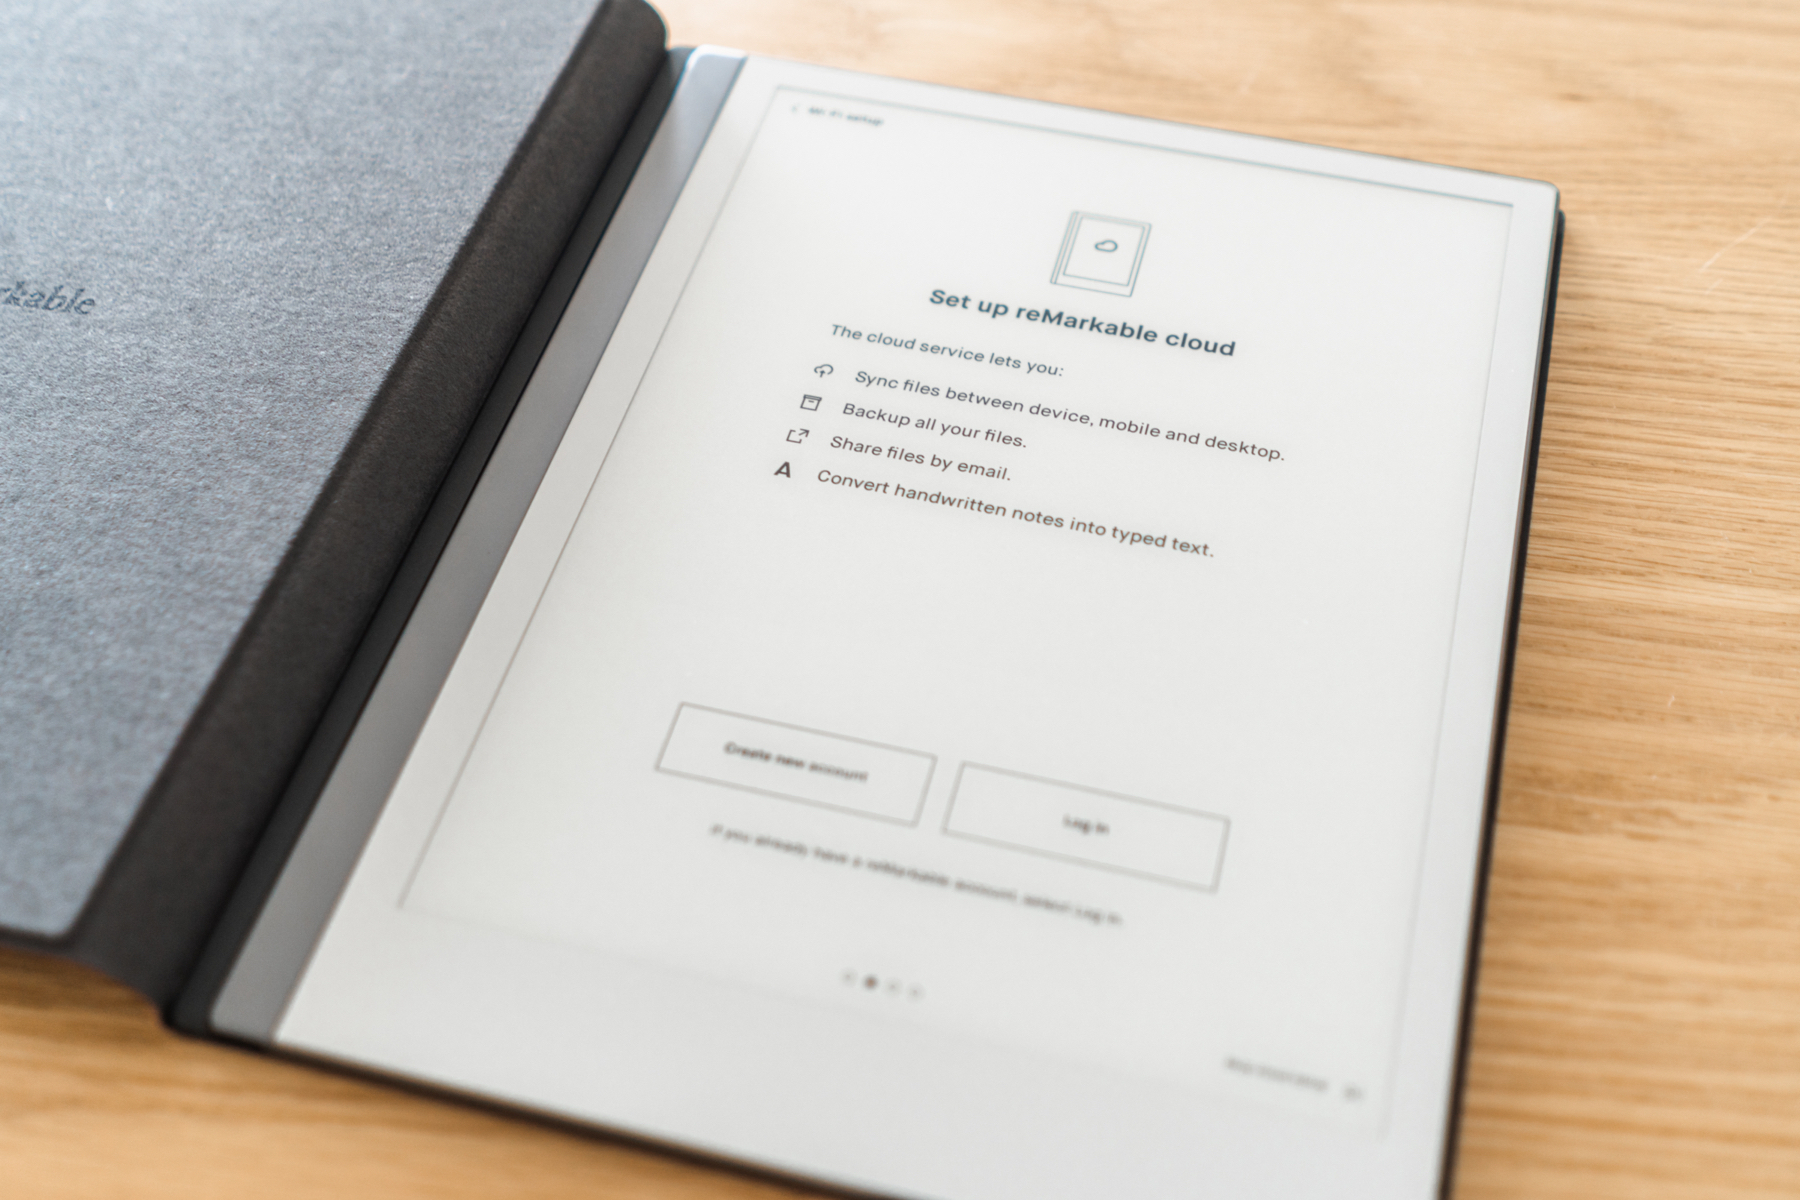 rkable
Wi-Fi setup
Set up reMarkable cloud
The cloud service lets you:
Sync files between device, mobile and desktop.
Backup all your files.
Share files by email.
A Convert handwritten notes into typed text.
Create new account
Log in
If you already have a reMarkable account, select Log in